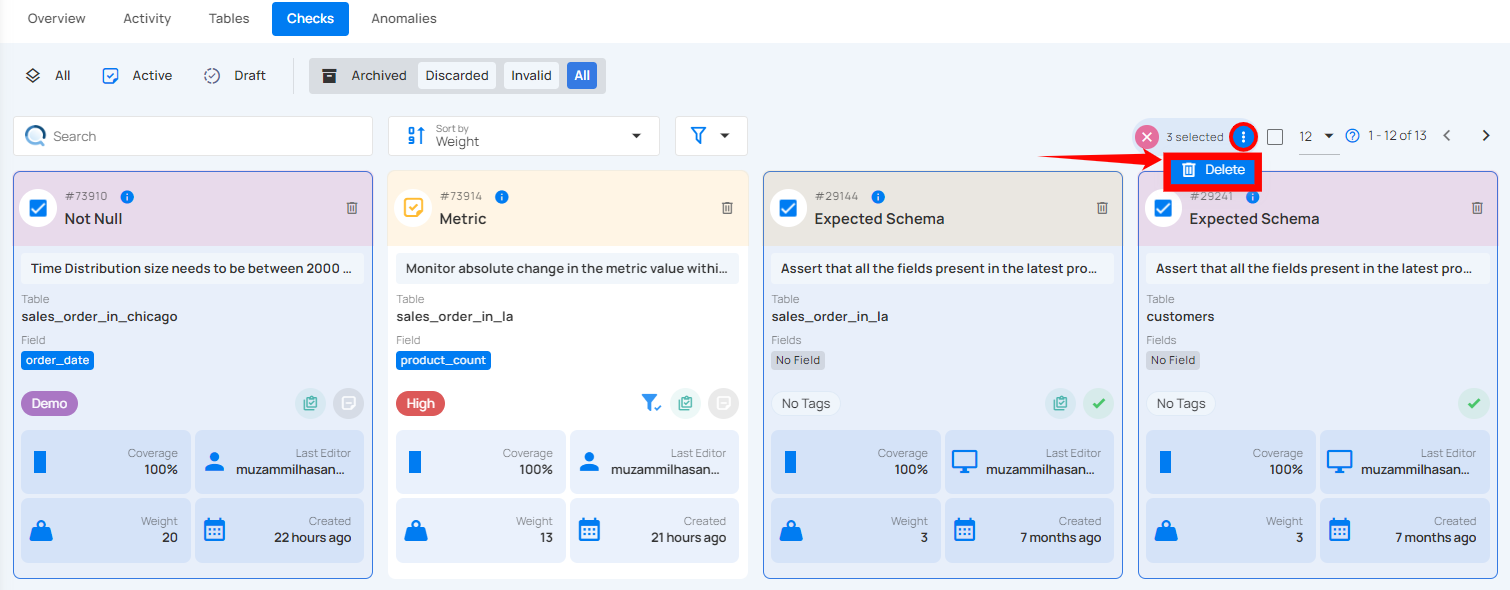 Overview Activity Tables Checks Anomalies
All Active Draft Archived Discarded Invalid All
Search
Sort by
Weight
3 selected 12 1 - 12 of 13
Delete
#73910
Not Null
Time Distribution size needs to be between 2000 ...
Table
sales_order_in_chicago
Field
order_date
Demo
Coverage
100%
Last Editor
muzammilhasan...
Weight
20
Created
22 hours ago
#73914
Metric
Monitor absolute change in the metric value withi...
Table
sales_order_in_la
Field
product_count
High
Coverage
100%
Last Editor
muzammilhasan...
Weight
13
Created
21 hours ago
#29144
Expected Schema
Assert that all the fields present in the latest pro...
Table
sales_order_in_la
Fields
No Field
No Tags
Coverage
100%
Last Editor
muzammilhasan...
Weight
3
Created
7 months ago
#29241
Expected Schema
Assert that all the fields present in the latest pro...
Table
customers
Fields
No Field
No Tags
Coverage
100%
Last Editor
muzammilhasan...
Weight
3
Created
7 months ago